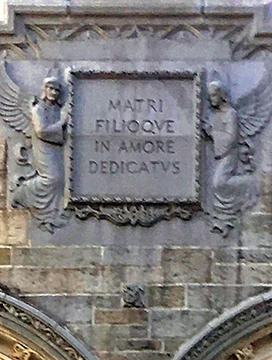 MATRI
FILIOQVE
IN AMORE
DEDICATVS